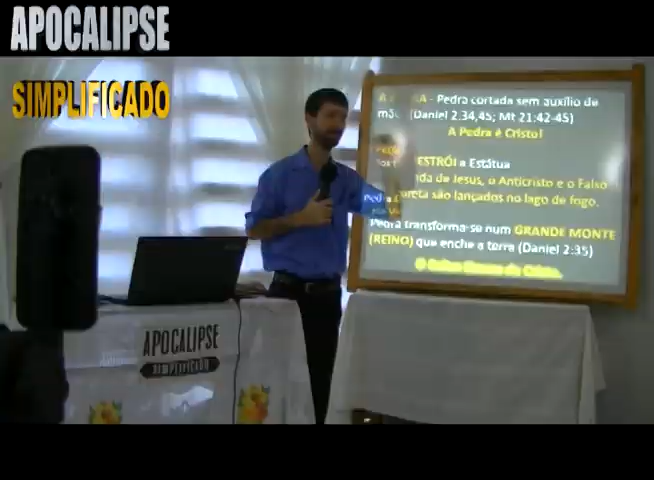 APOCALIPSE
SIMPLIFICADO
Pedra cortada sem auxílio de
(Daniel 2:34,45; Mt 21:42-45)
A Pedra é Cristo!
a Estátua
de Jesus, o Anticristo e o Falso
são lançados no lago de fogo.
Pedra transforma-se num GRANDE MONTE
(REINO) que enche a terra (Daniel 2:35)
APOCALIPSE
SIMPLIFICADO